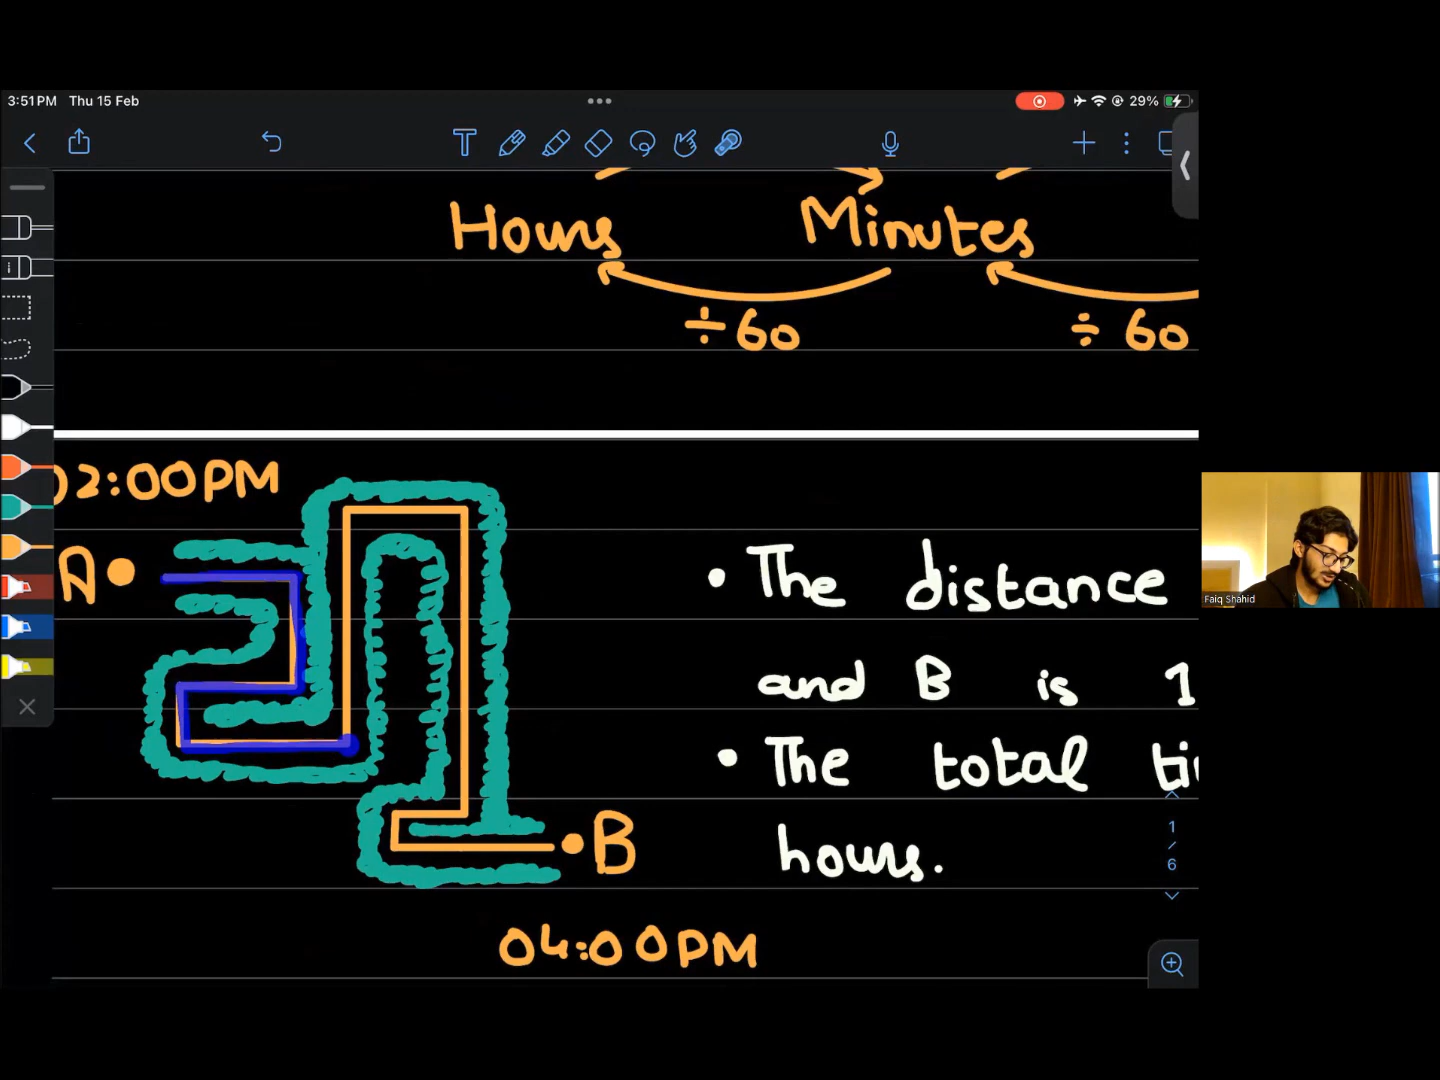 3:51 PM Thu 15 Feb
29%
T
Hours Minutes
÷ 60 ÷ 60
02:00PM
A
• The distance
and B is 1
• The total
hours.
B
04:00PM
1
6
Faiq Shahid